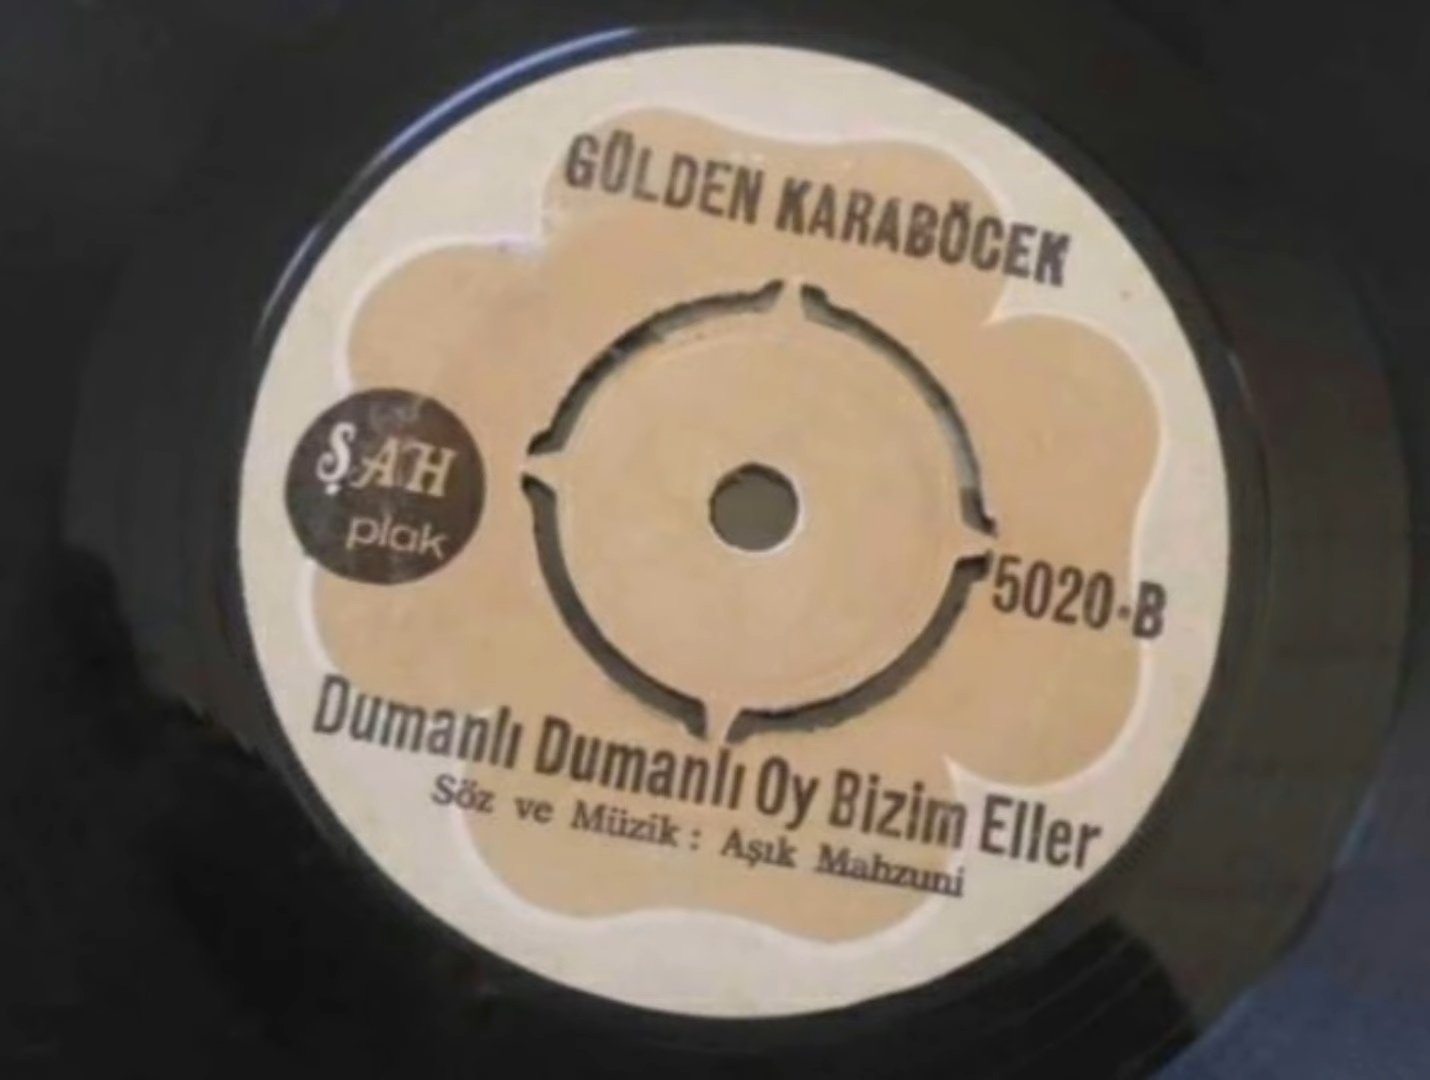 GÜLDEN KARABÖCEK
ŞAH
plak
5020-B
Dumanlı Dumanlı Oy Bizim Eller
Söz ve Müzik : Aşık Mahzuni